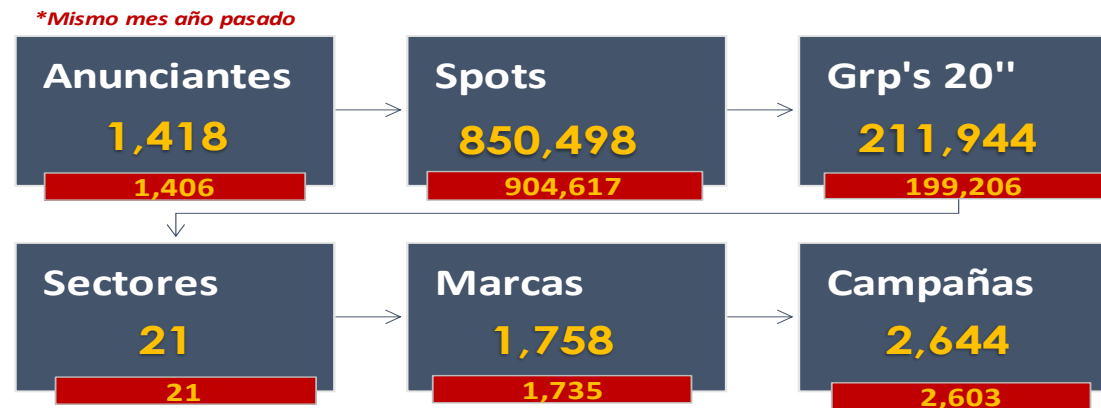 *Mismo mes año pasado
Anunciantes
1,418
1,406
Spots
850,498
904,617
Grp's 20''
211,944
199,206
Sectores
21
21
Marcas
1,758
1,735
Campañas
2,644
2,603